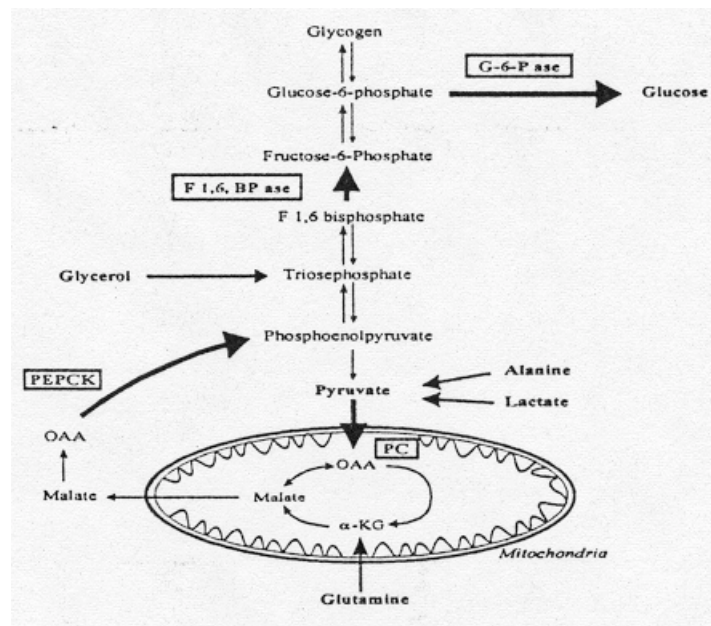 Glycogen
G-6-P ase
Glucose-6-phosphate
Glucose
Fructose-6-Phosphate
F 1,6, BP ase
F 1,6 bisphosphate
Glycerol
Triosephosphate
Phosphoenolpyruvate
PEPCK
Alanine
Pyruvate
Lactate
OAA
PC
OAA
Malate
Malate
α-KG
Mitochondria
Glutamine